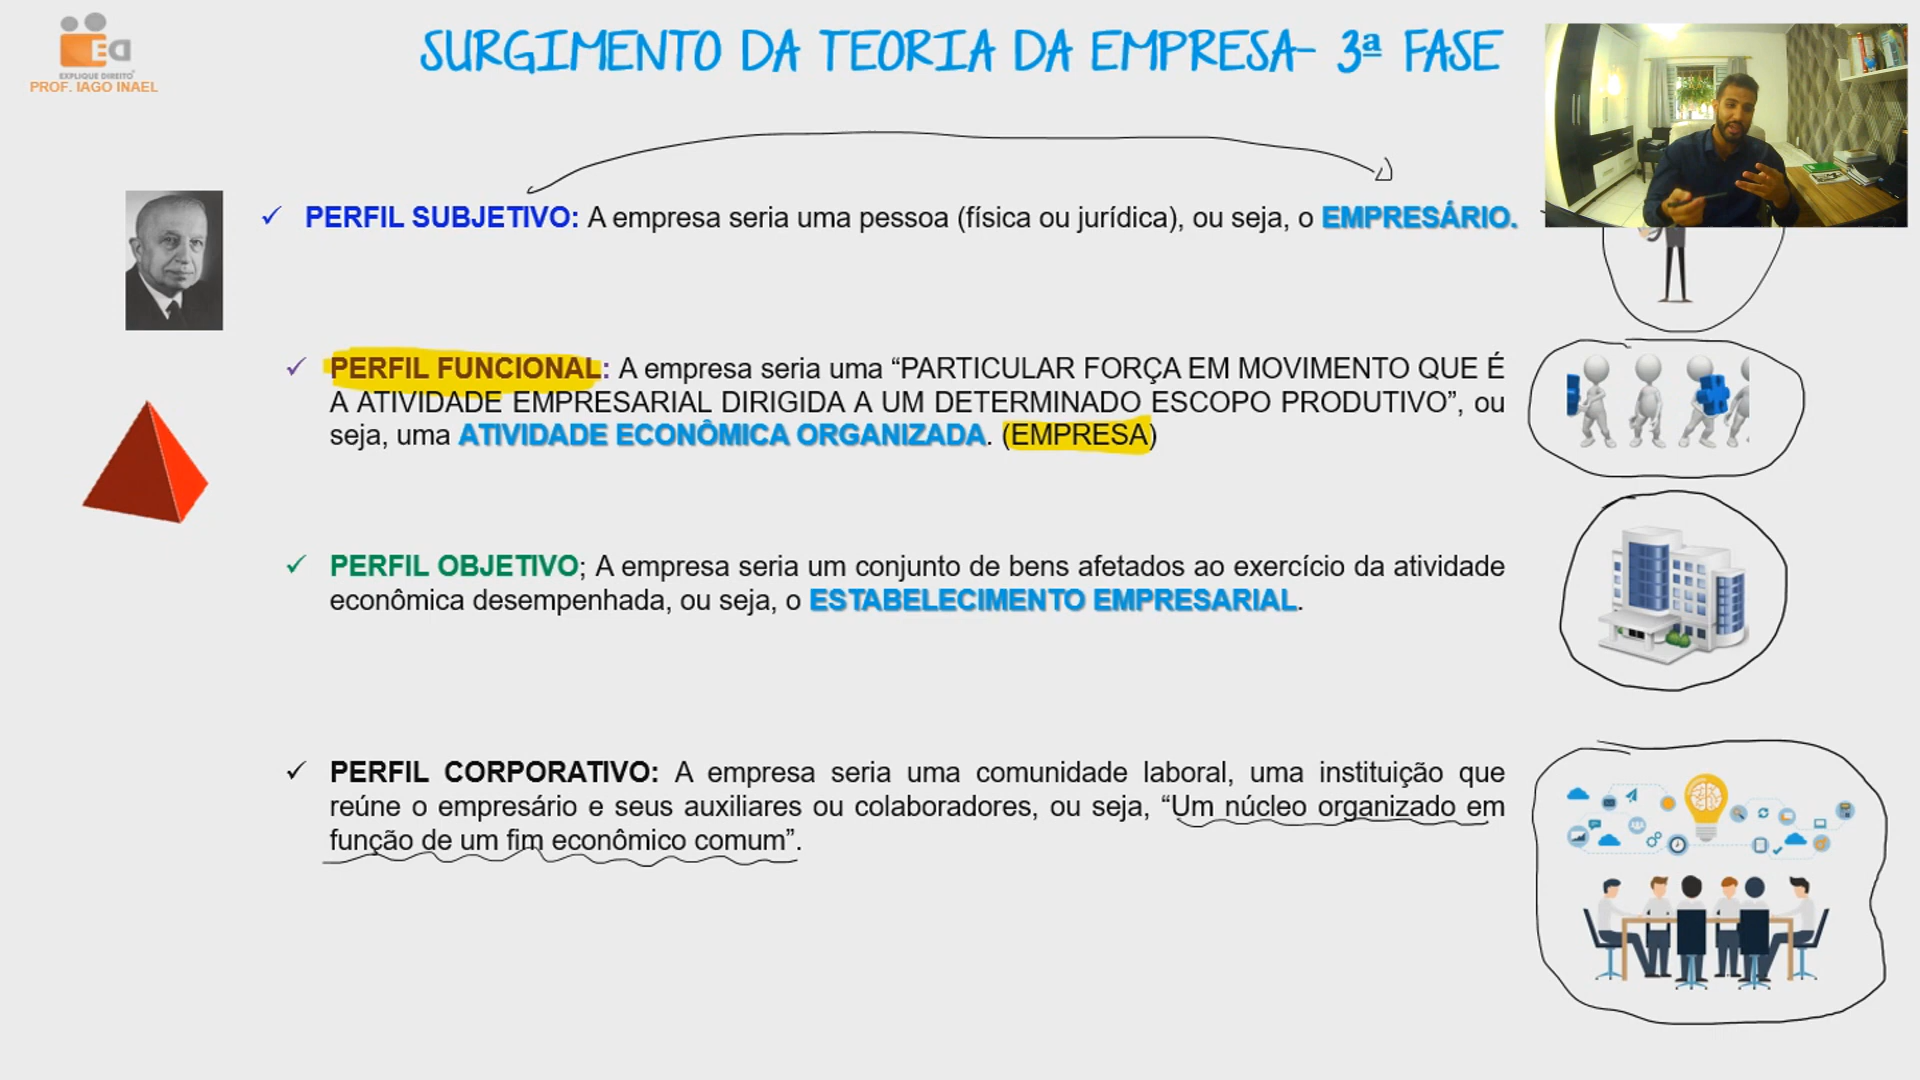 SURGIMENTO DA TEORIA DA EMPRESA- 3ª FASE
ED
EXPLIQUE DIREITO
PROF. IAGO INAEL
✓ PERFIL SUBJETIVO: A empresa seria uma pessoa (física ou jurídica), ou seja, o EMPRESÁRIO.
✓ PERFIL FUNCIONAL: A empresa seria uma “PARTICULAR FORÇA EM MOVIMENTO QUE É
A ATIVIDADE EMPRESARIAL DIRIGIDA A UM DETERMINADO ESCOPO PRODUTIVO”, ou
seja, uma ATIVIDADE ECONÔMICA ORGANIZADA. (EMPRESA)
✓ PERFIL OBJETIVO; A empresa seria um conjunto de bens afetados ao exercício da atividade
econômica desempenhada, ou seja, o ESTABELECIMENTO EMPRESARIAL.
✓ PERFIL CORPORATIVO: A empresa seria uma comunidade laboral, uma instituição que
reúne o empresário e seus auxiliares ou colaboradores, ou seja, “Um núcleo organizado em
função de um fim econômico comum”.